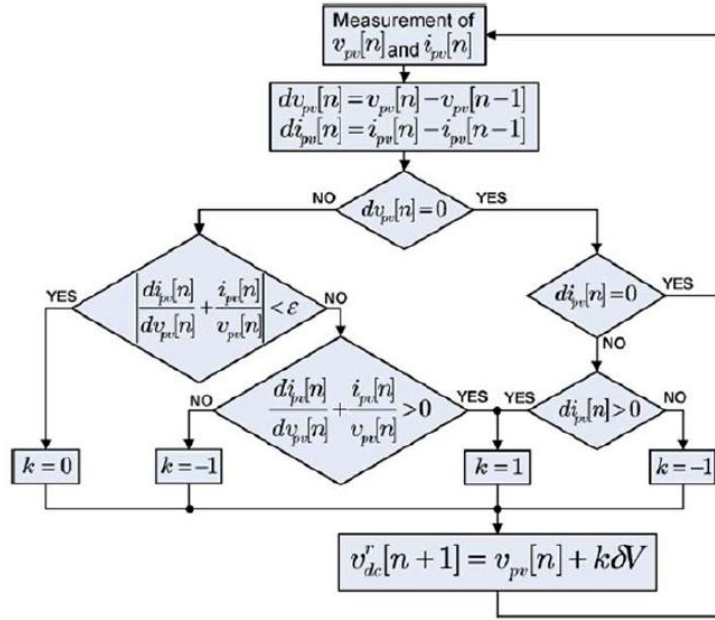 Measurement of
v_pv[n] and i_pv[n]
dv_pv[n]=v_pv[n]−v_pv[n−1]
di_pv[n]=i_pv[n]−i_pv[n−1]
NO
dv_pv[n]=0
YES
YES
|di_pv[n]/dv_pv[n] + i_pv[n]/v_pv[n]| < ε
NO
di_pv[n]=0
YES
NO
NO
di_pv[n]/dv_pv[n] + i_pv[n]/v_pv[n] > 0
YES
YES
di_pv[n]>0
NO
k=0
k=−1
k=1
k=−1
v^r_dc[n+1] = v_pv[n] + kδV